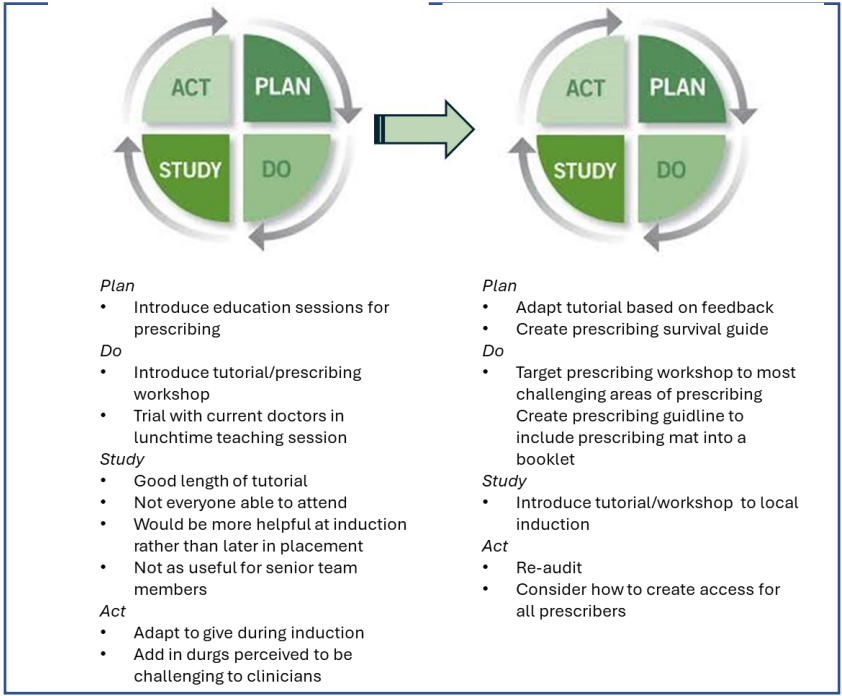 ACT
PLAN
STUDY
DO
ACT
PLAN
STUDY
DO
Plan
• Introduce education sessions for
prescribing
Do
• Introduce tutorial/prescribing
workshop
• Trial with current doctors in
lunchtime teaching session
Study
• Good length of tutorial
• Not everyone able to attend
• Would be more helpful at induction
rather than later in placement
• Not as useful for senior team
members
Act
• Adapt to give during induction
• Add in durgs perceived to be
challenging to clinicians
Plan
• Adapt tutorial based on feedback
• Create prescribing survival guide
Do
• Target prescribing workshop to most
challenging areas of prescribing
Create prescribing guidline to
include prescribing mat into a
booklet
Study
• Introduce tutorial/workshop to local
induction
Act
• Re-audit
• Consider how to create access for
all prescribers